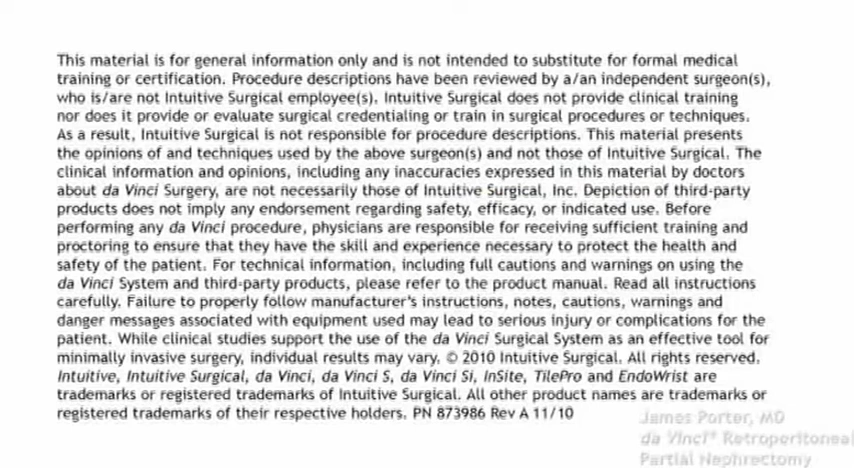 This material is for general information only and is not intended to substitute for formal medical
training or certification. Procedure descriptions have been reviewed by a/an independent surgeon(s),
who is/are not Intuitive Surgical employee(s). Intuitive Surgical does not provide clinical training
nor does it provide or evaluate surgical credentialing or train in surgical procedures or techniques.
As a result, Intuitive Surgical is not responsible for procedure descriptions. This material presents
the opinions of and techniques used by the above surgeon(s) and not those of Intuitive Surgical. The
clinical information and opinions, including any inaccuracies expressed in this material by doctors
about da Vinci Surgery, are not necessarily those of Intuitive Surgical, Inc. Depiction of third-party
products does not imply any endorsement regarding safety, efficacy, or indicated use. Before
performing any da Vinci procedure, physicians are responsible for receiving sufficient training and
proctoring to ensure that they have the skill and experience necessary to protect the health and
safety of the patient. For technical information, including full cautions and warnings on using the
da Vinci System and third-party products, please refer to the product manual. Read all instructions
carefully. Failure to properly follow manufacturer's instructions, notes, cautions, warnings and
danger messages associated with equipment used may lead to serious injury or complications for the
patient. While clinical studies support the use of the da Vinci Surgical System as an effective tool for
minimally invasive surgery, individual results may vary. © 2010 Intuitive Surgical. All rights reserved.
Intuitive, Intuitive Surgical, da Vinci, da Vinci S, da Vinci Si, InSite, TilePro and EndoWrist are
trademarks or registered trademarks of Intuitive Surgical. All other product names are trademarks or
registered trademarks of their respective holders. PN 873986 Rev A 11/10
James Porter, MD
da Vinci® Retroperitoneal
Partial Nephrectomy